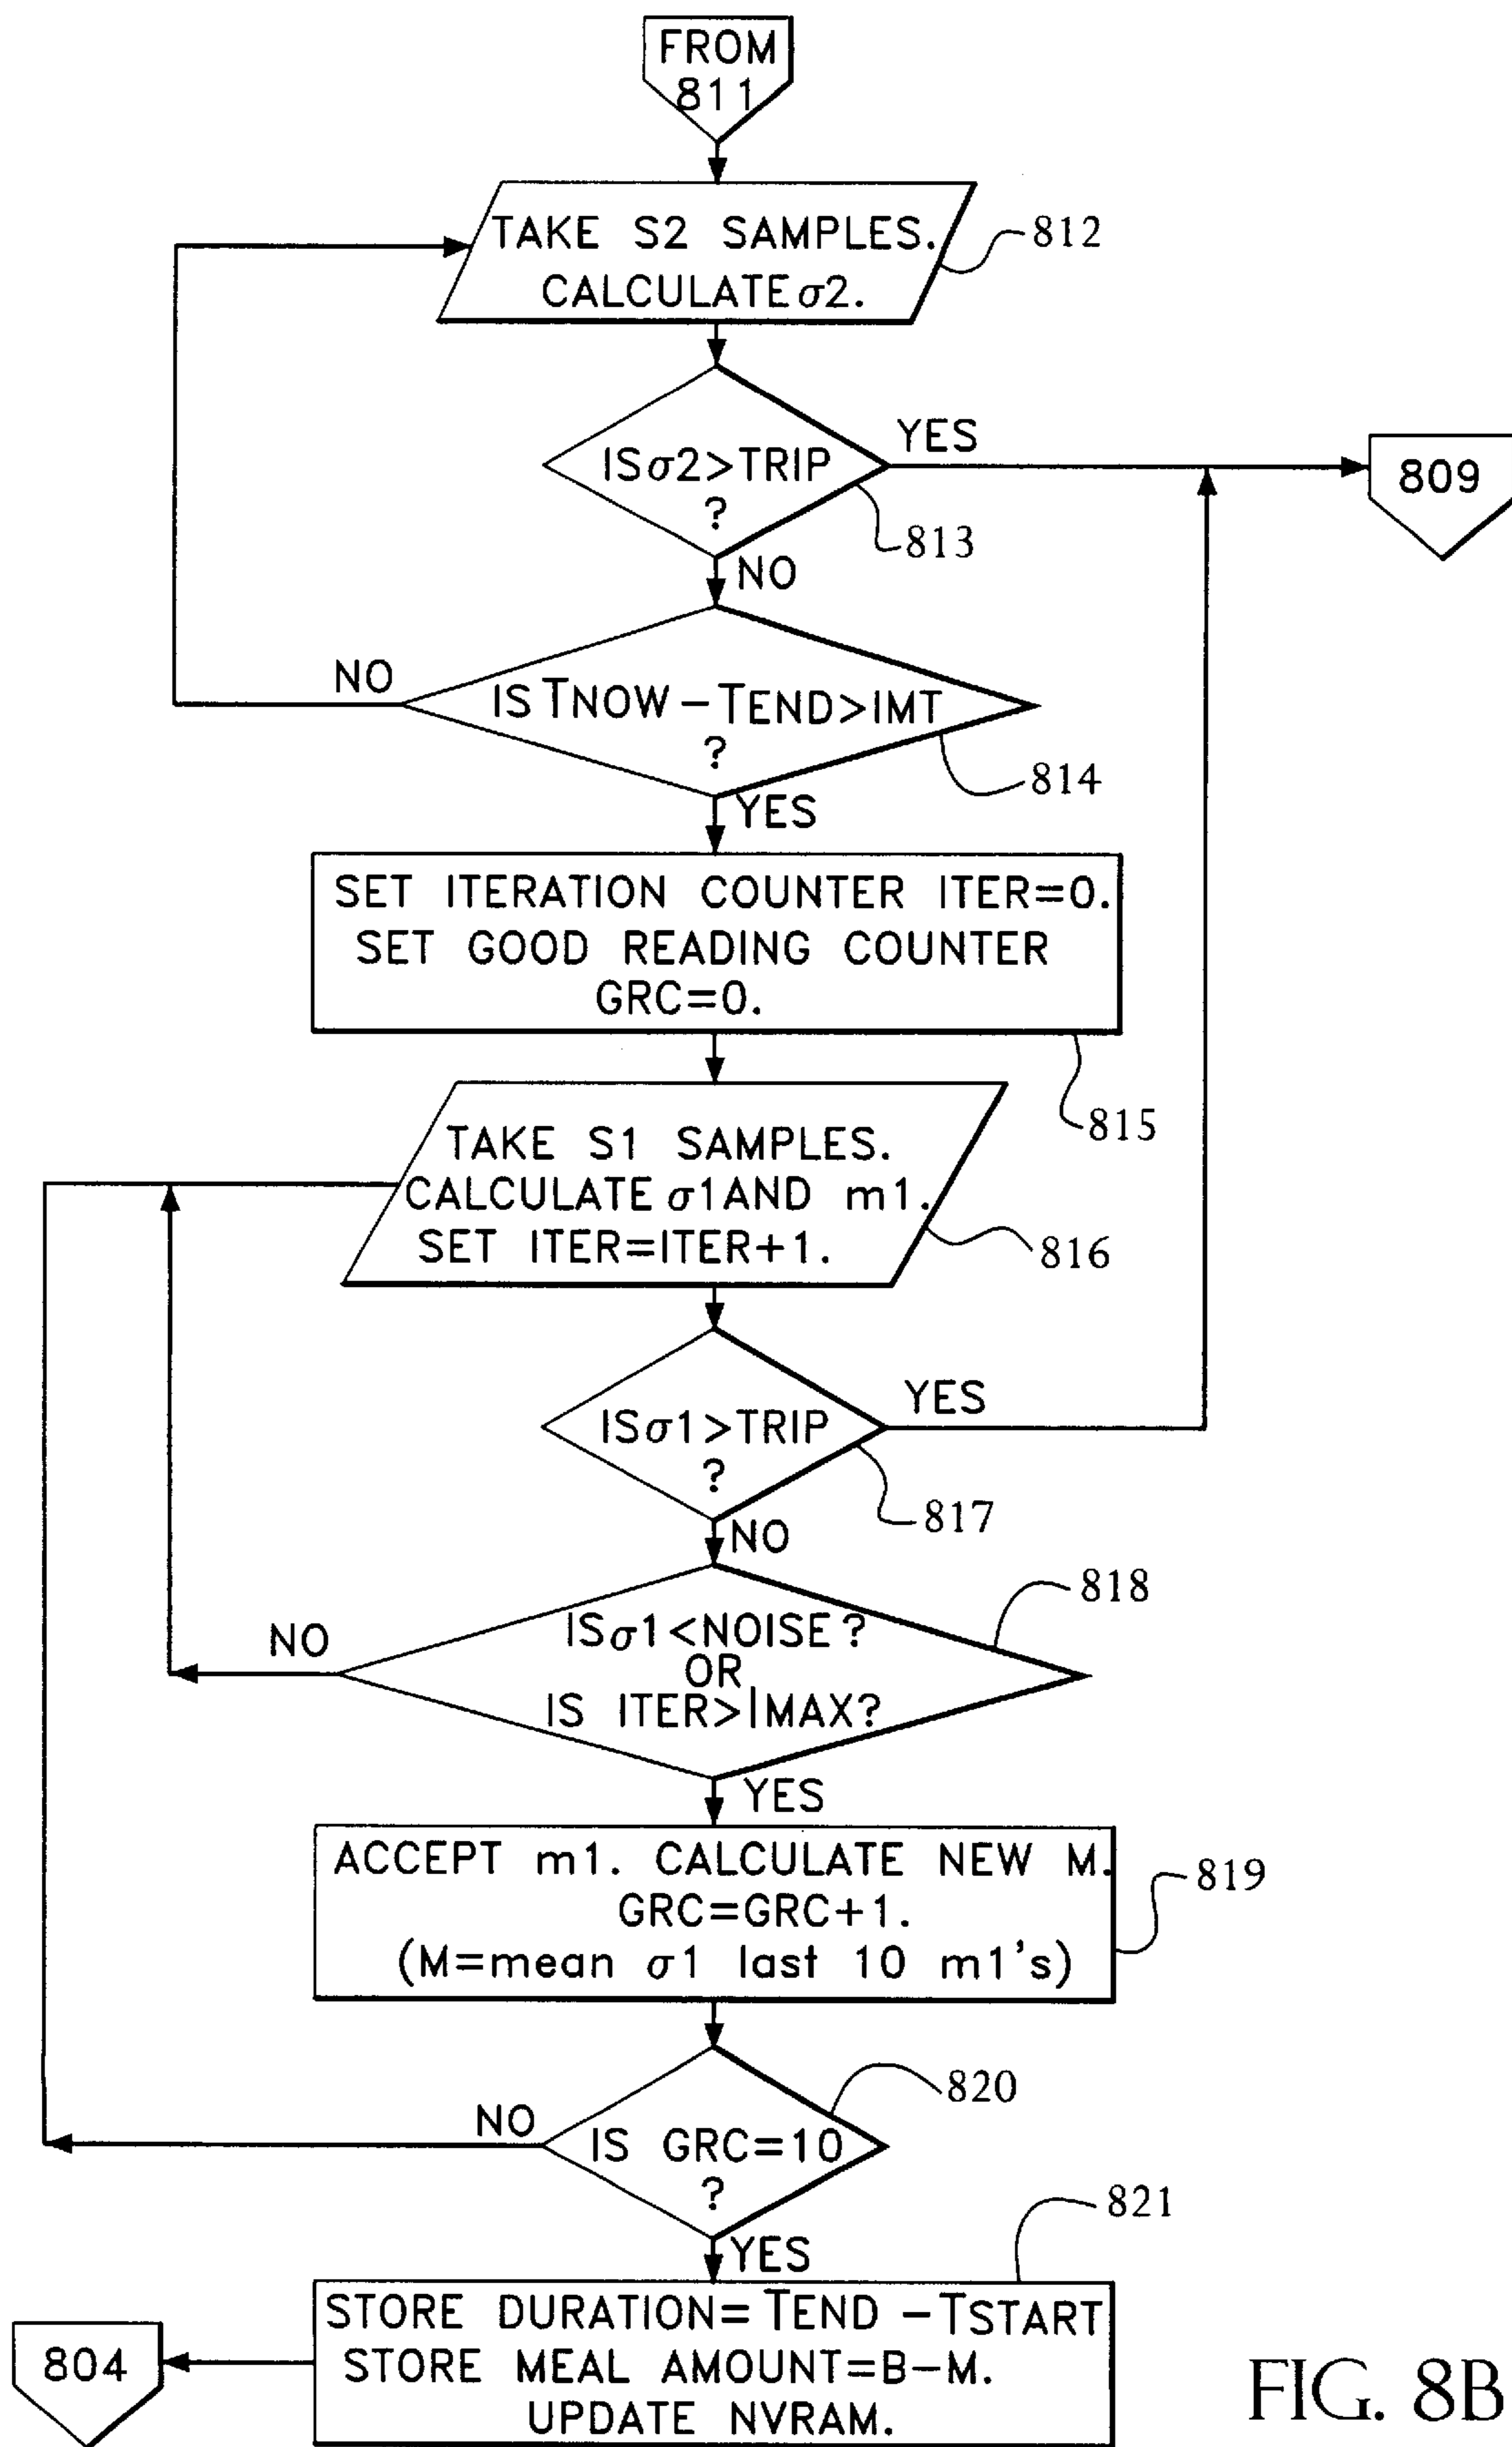 FROM
811
TAKE S2 SAMPLES.
CALCULATE σ2.
812
IS σ2>TRIP
?
YES
809
813
NO
IS TNOW-TEND>IMT
?
NO
814
YES
SET ITERATION COUNTER ITER=0.
SET GOOD READING COUNTER
GRC=0.
815
TAKE S1 SAMPLES.
CALCULATE σ1 AND m1.
SET ITER=ITER+1.
816
IS σ1>TRIP
?
YES
817
NO
818
IS σ1<NOISE?
OR
IS ITER>IMAX?
NO
YES
ACCEPT m1. CALCULATE NEW M.
GRC=GRC+1.
(M=mean σ1 last 10 m1's)
819
820
NO
IS GRC=10
?
821
YES
STORE DURATION=TEND -TSTART
STORE MEAL AMOUNT=B-M.
UPDATE NVRAM.
804
FIG. 8B